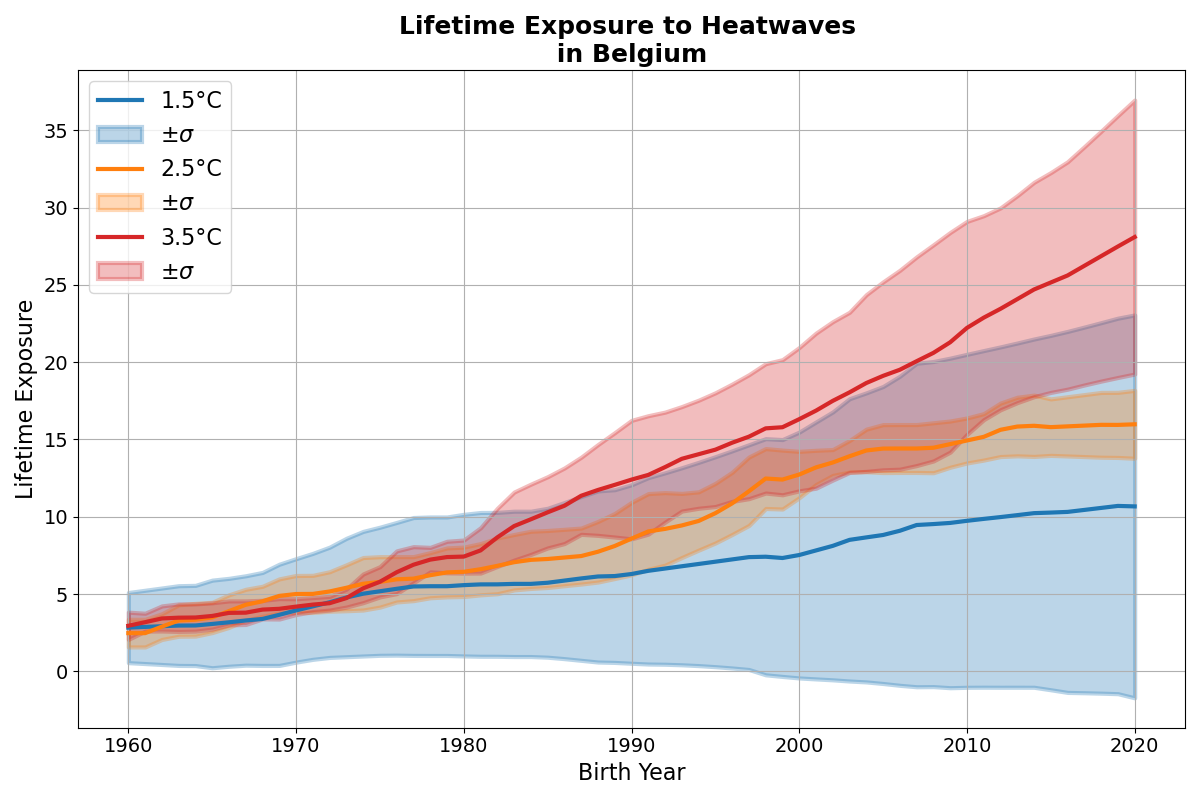 Lifetime Exposure to Heatwaves
in Belgium
1.5°C
±σ
2.5°C
±σ
3.5°C
±σ
35
30
25
20
15
10
5
0
Lifetime Exposure
1960 1970 1980 1990 2000 2010 2020
Birth Year